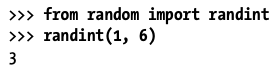 >>> from random import randint
>>> randint(1, 6)
3